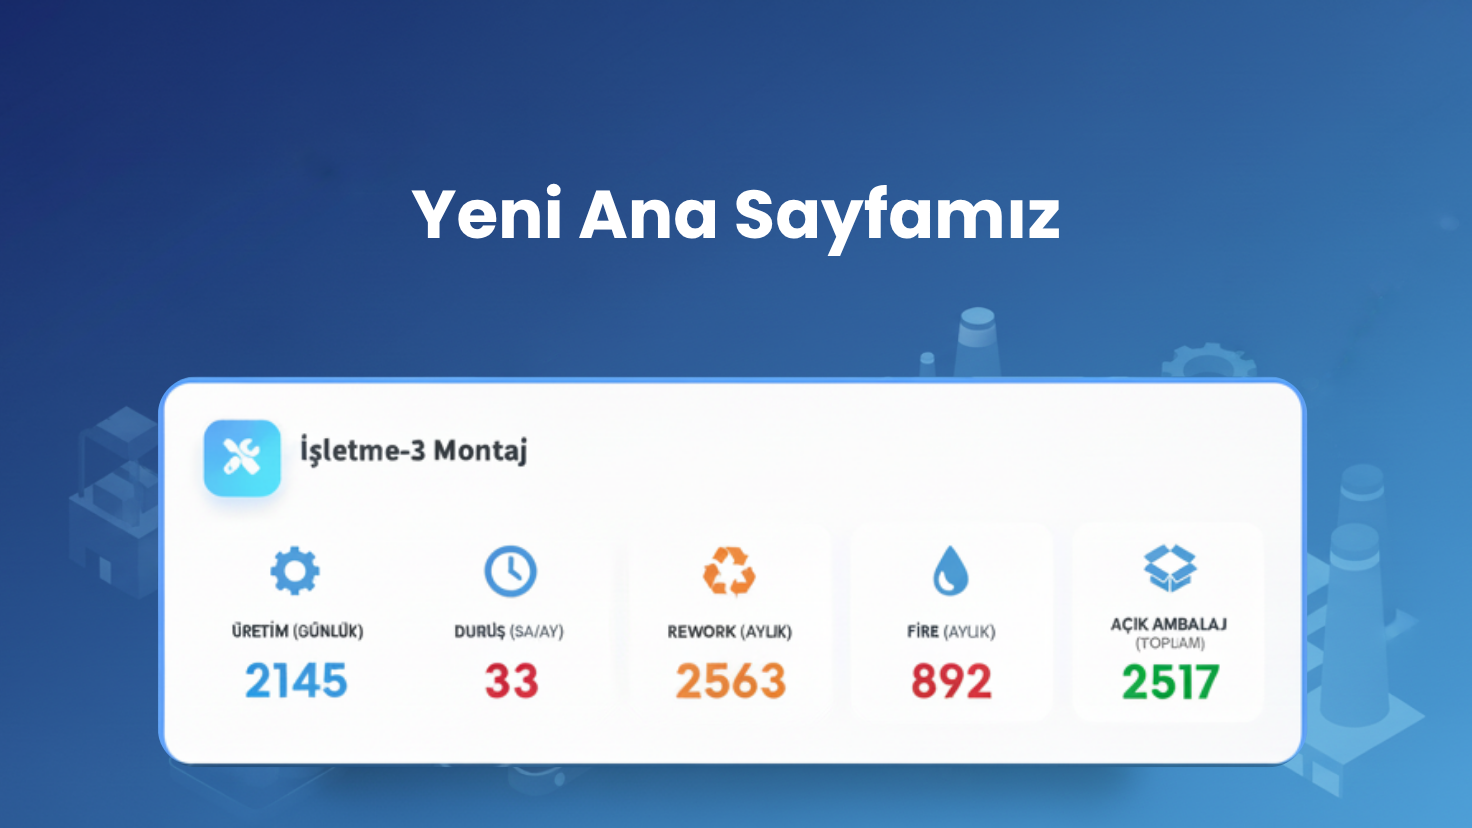 Yeni Ana Sayfamız
İşletme-3 Montaj
ÜRETİM (GÜNLÜK)
2145
DURUŞ (SA/AY)
33
REWORK (AYLIK)
2563
FİRE (AYLIK)
892
AÇIK AMBALAJ
(TOPLAM)
2517